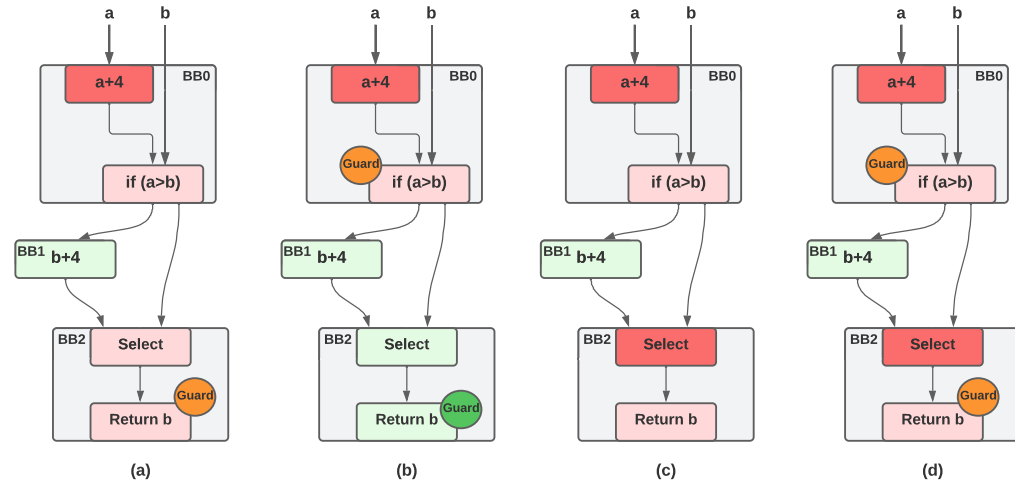 a b a b a b a b
BB0 BB0 BB0 BB0
a+4 a+4 a+4 a+4
Guard Guard
if (a>b) if (a>b) if (a>b) if (a>b)
BB1 b+4 BB1 b+4 BB1 b+4 BB1 b+4
BB2 Select BB2 Select BB2 Select BB2 Select
Guard Guard Guard
Return b Return b Return b Return b
(a) (b) (c) (d)